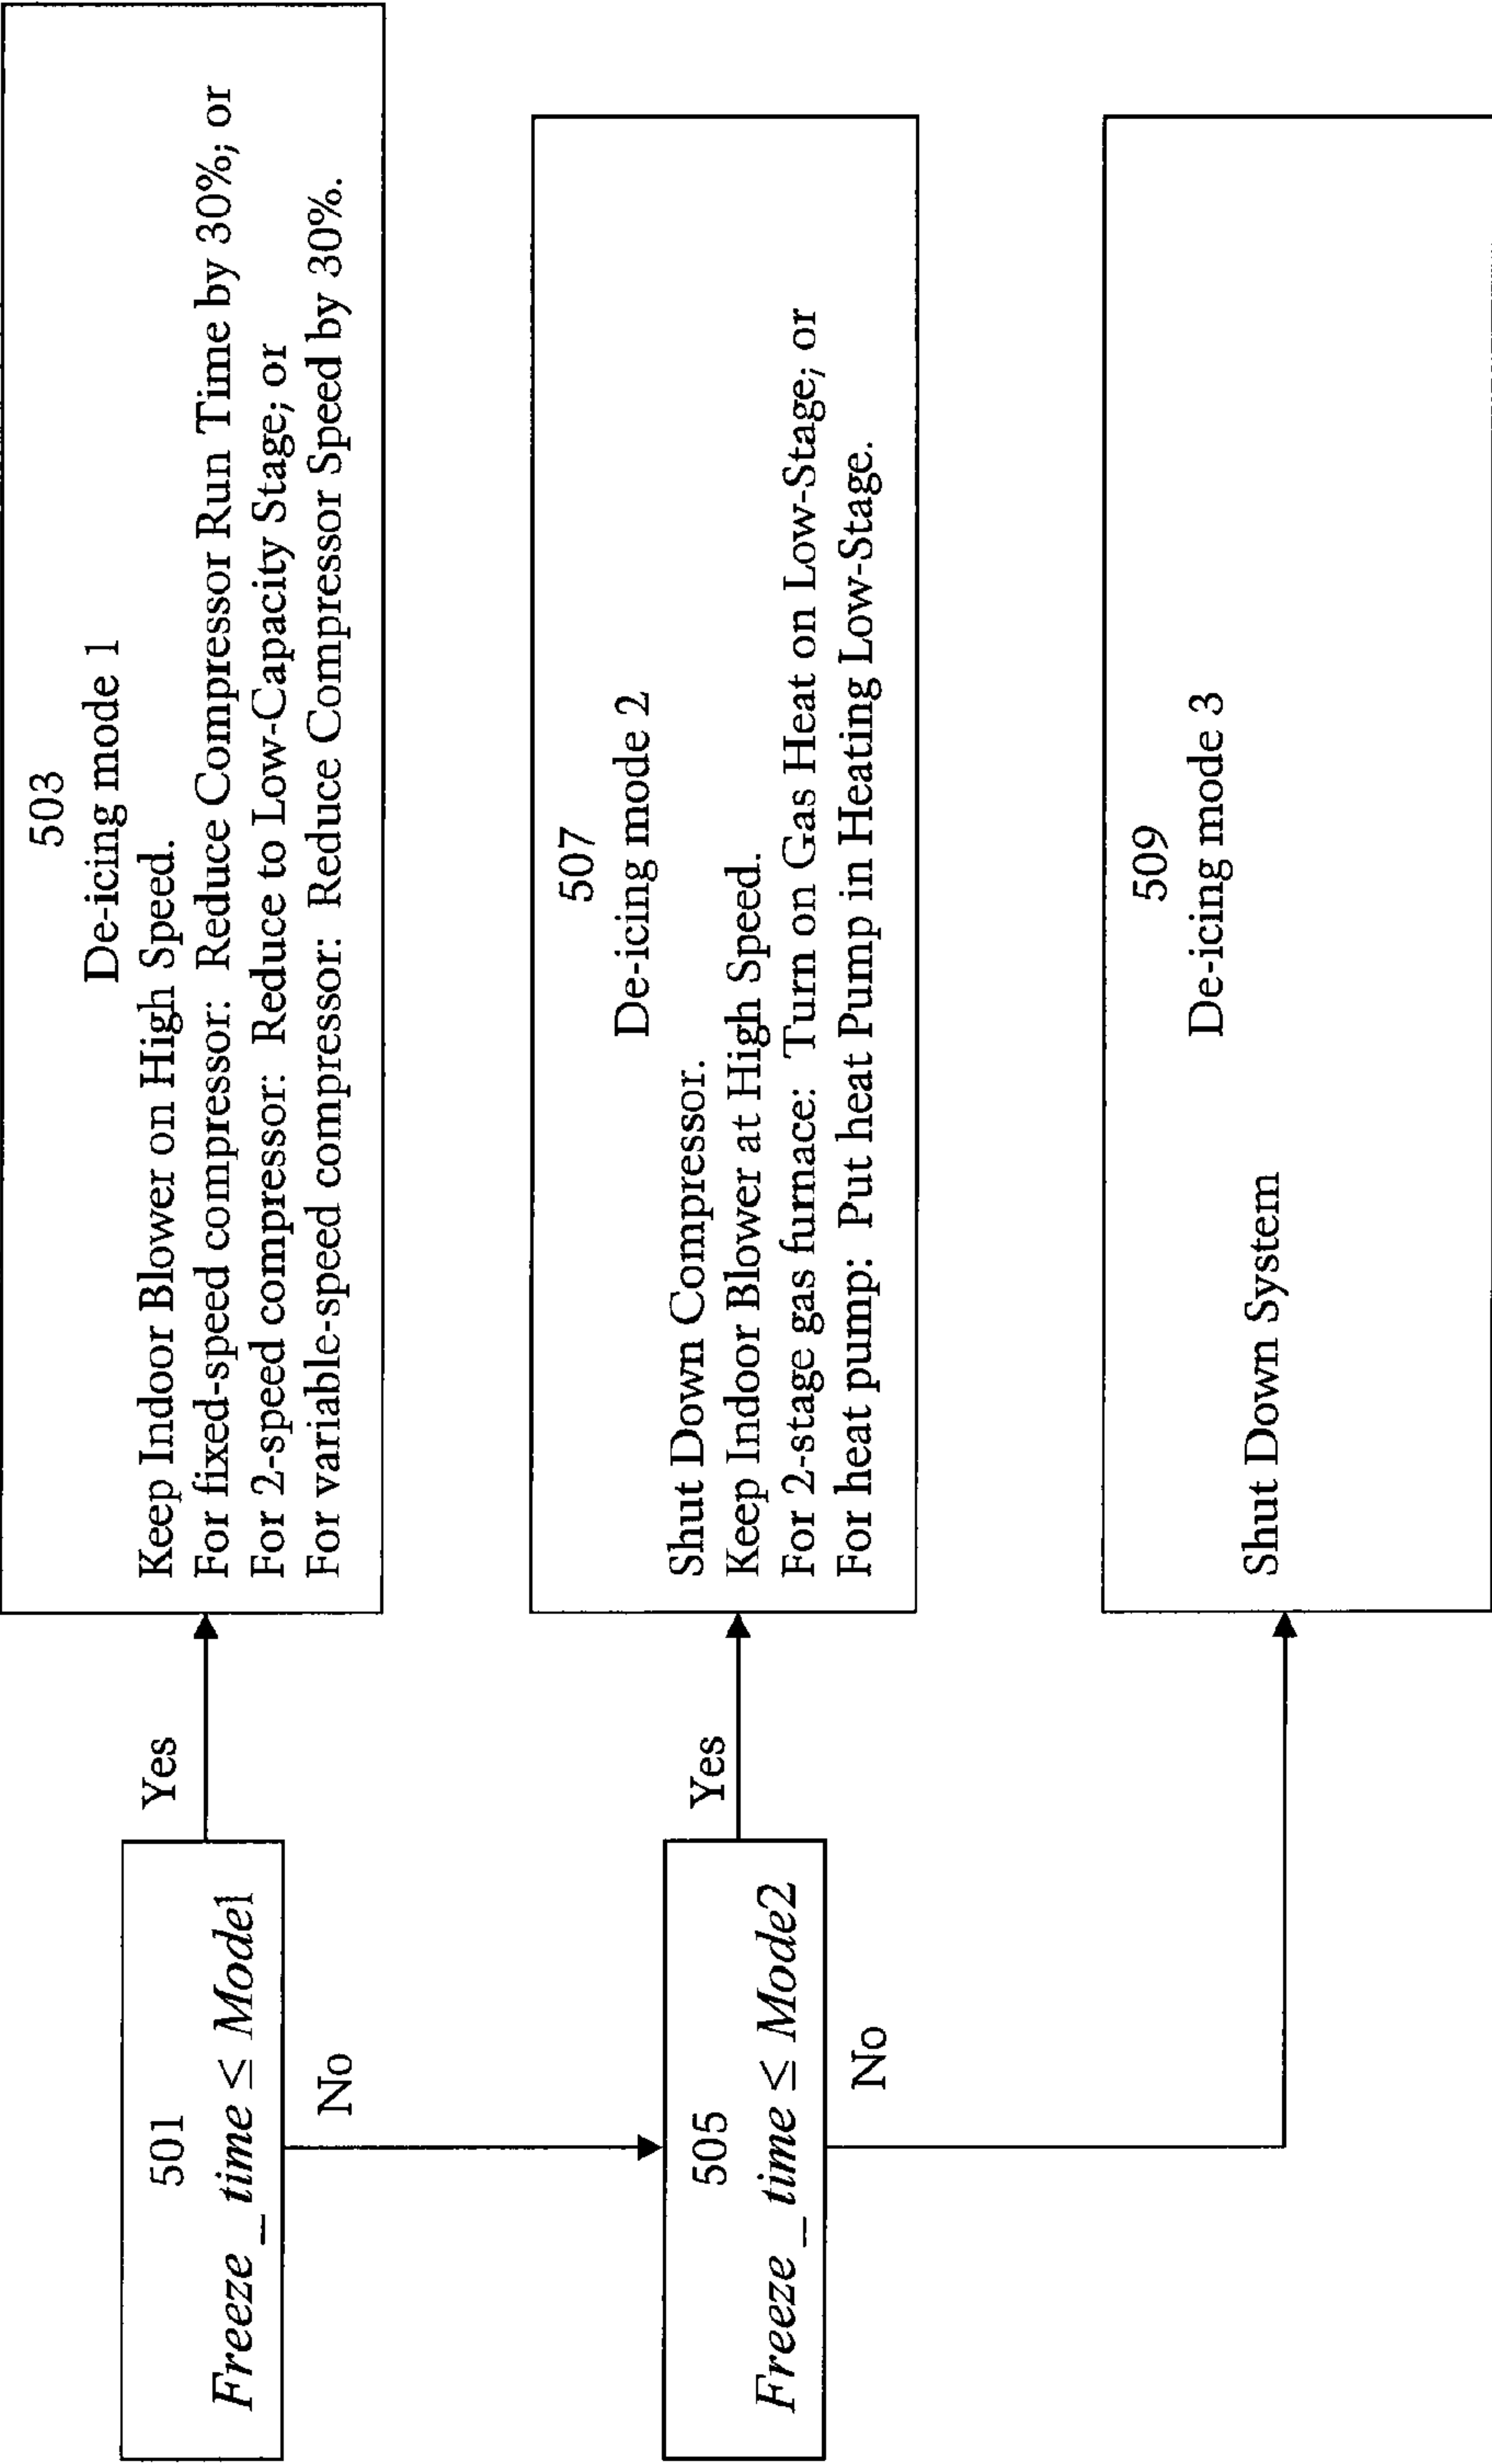 501
Freeze_time ≤ Mode1
Yes
No
503
De-icing mode 1
Keep Indoor Blower on High Speed.
For fixed-speed compressor: Reduce Compressor Run Time by 30%; or
For 2-speed compressor: Reduce to Low-Capacity Stage; or
For variable-speed compressor: Reduce Compressor Speed by 30%.
505
Freeze_time ≤ Mode2
Yes
No
507
De-icing mode 2
Shut Down Compressor.
Keep Indoor Blower at High Speed.
For 2-stage gas furnace: Turn on Gas Heat on Low-Stage; or
For heat pump: Put heat Pump in Heating Low-Stage.
509
De-icing mode 3
Shut Down System